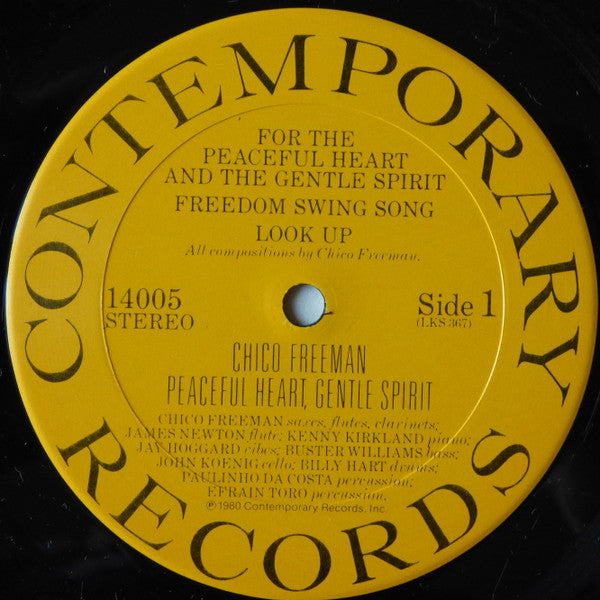 CONTEMPORARY
FOR THE
PEACEFUL HEART
AND THE GENTLE SPIRIT
FREEDOM SWING SONG
LOOK UP
All compositions by Chico Freeman.
14005
STEREO
Side 1
(LKS 367)
CHICO FREEMAN
PEACEFUL HEART, GENTLE SPIRIT
CHICO FREEMAN saxes, flutes, clarinets;
JAMES NEWTON flute; KENNY KIRKLAND piano;
JAY HOGGARD vibes; BUSTER WILLIAMS bass;
JOHN KOENIG cello; BILLY HART drums;
PAULINHO DA COSTA percussion;
EFRAIN TORO percussion.
℗1980 Contemporary Records, Inc.
RECORDS